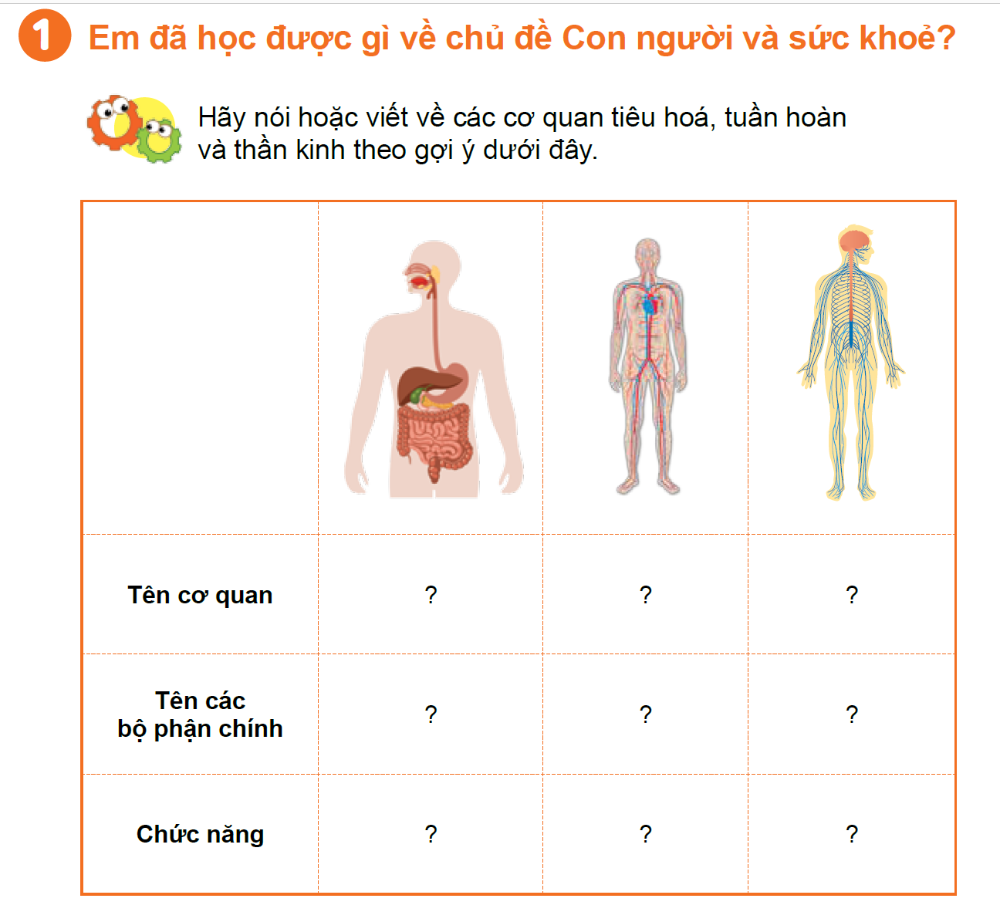 1 Em đã học được gì về chủ đề Con người và sức khoẻ?
Hãy nói hoặc viết về các cơ quan tiêu hoá, tuần hoàn
và thần kinh theo gợi ý dưới đây.
Tên cơ quan ? ? ?
Tên các
bộ phận chính ? ? ?
Chức năng ? ? ?